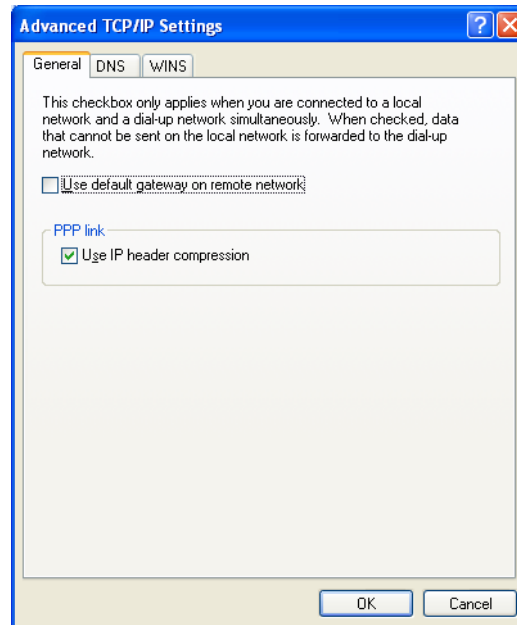 Advanced TCP/IP Settings
General DNS WINS
This checkbox only applies when you are connected to a local
network and a dial-up network simultaneously. When checked, data
that cannot be sent on the local network is forwarded to the dial-up
network.
Use default gateway on remote network
PPP link
Use IP header compression
OK Cancel